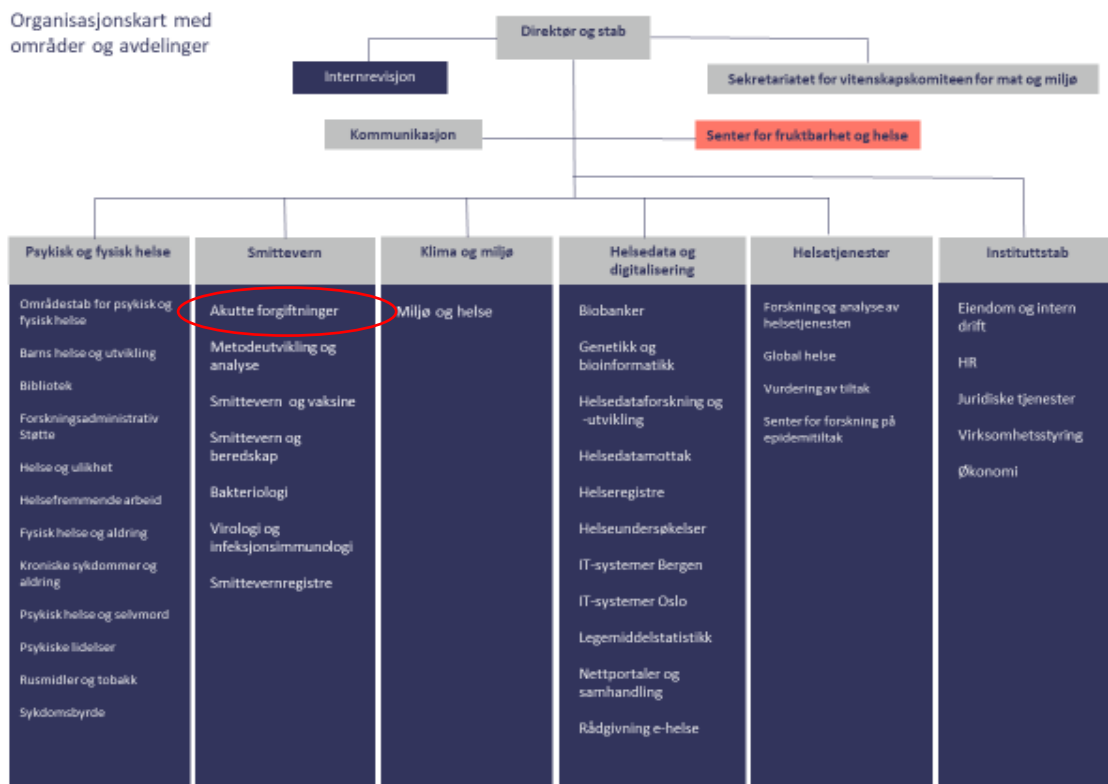 Organisasjonskart med
områder og avdelinger
Direktør og stab
Internrevisjon
Sekretariatet for vitenskapskomiteen for mat og miljø
Kommunikasjon
Senter for fruktbarhet og helse
Psykisk og fysisk helse
Områdestab for psykisk og
fysisk helse
Barns helse og utvikling
Bibliotek
Forskningsadministrativ
Støtte
Helse og ulikhet
Helsefremmende arbeid
Fysisk helse og aldring
Kroniske sykdommer og
aldring
Psykisk helse og selvmord
Psykiske lidelser
Rusmidler og tobakk
Sykdomsbyrde
Smittevern
Akutte forgiftninger
Metodeutvikling og
analyse
Smittevern og vaksine
Smittevern og
beredskap
Bakteriologi
Virologi og
infeksjonsimmunologi
Smittevernregistre
Klima og miljø
Miljø og helse
Helsedata og
digitalisering
Biobanker
Genetikk og
bioinformatikk
Helsedataforskning og
-utvikling
Helsedatamottak
Helseregistre
Helseundersøkelser
IT-systemer Bergen
IT-systemer Oslo
Legemiddelstatistikk
Nettportaler og
samhandling
Rådgivning e-helse
Helsetjenester
Forskning og analyse av
helsetjenesten
Global helse
Vurdering av tiltak
Senter for forskning på
epidemitiltak
Instituttstab
Eiendom og intern
drift
HR
Juridiske tjenester
Virksomhetsstyring
Økonomi